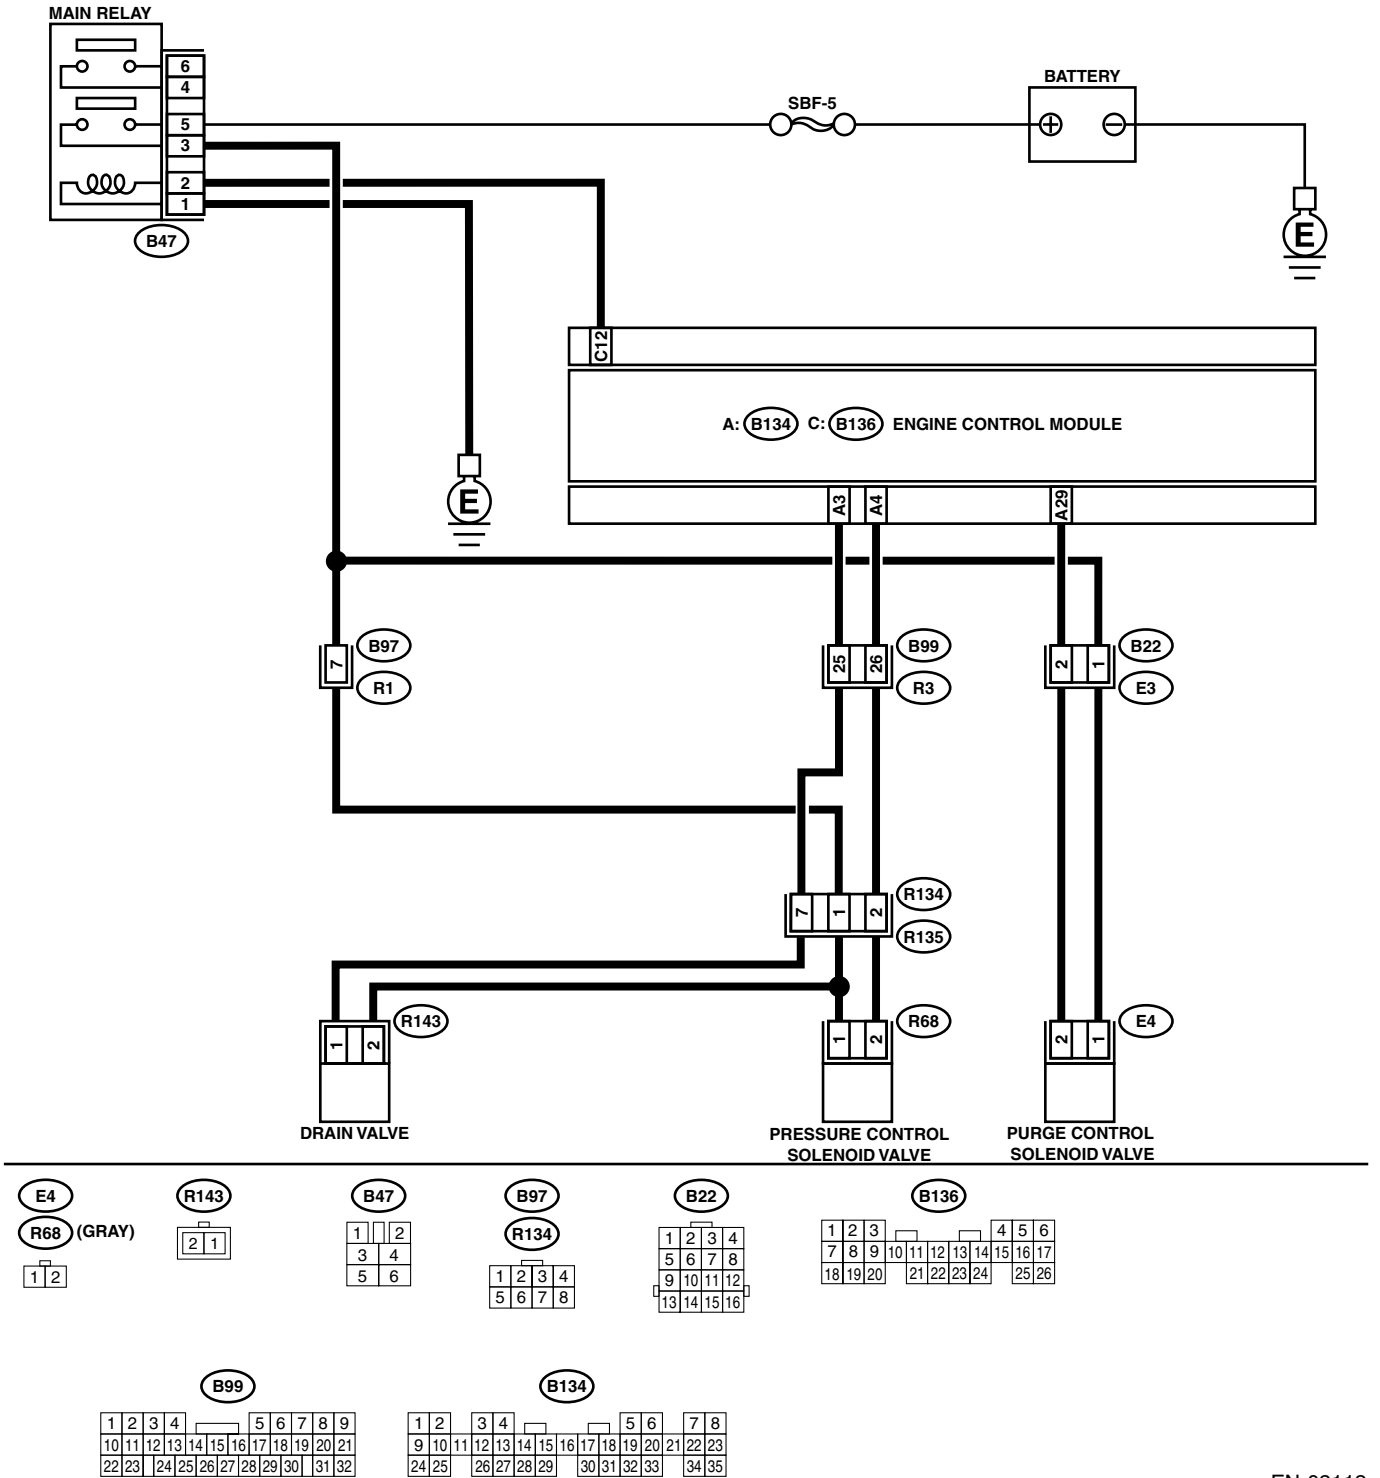 MAIN RELAY
6
4
5
3
2
1
B47
SBF-5
BATTERY
+ −
E
C12
A: B134 C: B136 ENGINE CONTROL MODULE
A3 A4 A29
E
7
B97
R1
25 26
B99
R3
2 1
B22
E3
7 1 2
R134
R135
1 2
R143
1 2
R68
2 1
E4
DRAIN VALVE
PRESSURE CONTROL
SOLENOID VALVE
PURGE CONTROL
SOLENOID VALVE
E4
R68 (GRAY)
1 2
R143
2 1
B47
1 2
3 4
5 6
B97
R134
1 2 3 4
5 6 7 8
B22
1 2 3 4
5 6 7 8
9 10 11 12
13 14 15 16
B136
1 2 3 4 5 6
7 8 9 10 11 12 13 14 15 16 17
18 19 20 21 22 23 24 25 26
B99
1 2 3 4 5 6 7 8 9
10 11 12 13 14 15 16 17 18 19 20 21
22 23 24 25 26 27 28 29 30 31 32
B134
1 2 3 4 5 6 7 8
9 10 11 12 13 14 15 16 17 18 19 20 21 22 23
24 25 26 27 28 29 30 31 32 33 34 35